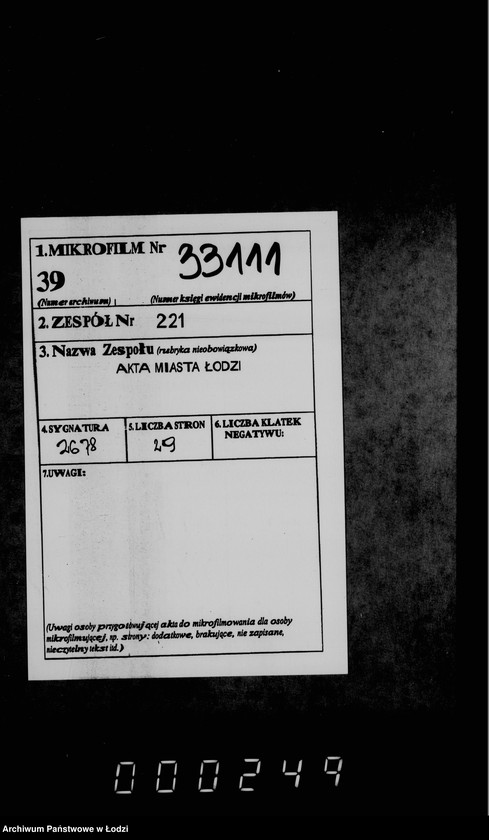 1.MIKROFILM Nr 33111
39
(Numer archiwum) (Numer księgi ewidencji mikrofilmów)
2. ZESPÓŁ Nr 221
3. Nazwa Zespołu (rubryka nieobowiązkowa)
AKTA MIASTA ŁODZI
4.SYGNATURA 5.LICZBA STRON 6.LICZBA KLATEK
NEGATYWU:
2678 29
7.UWAGI:
(Uwagi osoby przygotowującej akta do mikrofilmowania dla osoby
mikrofilmującej, np. strony: dodatkowe, brakujące, nie zapisane,
nieczytelny tekst itd.)
000249
Archiwum Państwowe w Łodzi